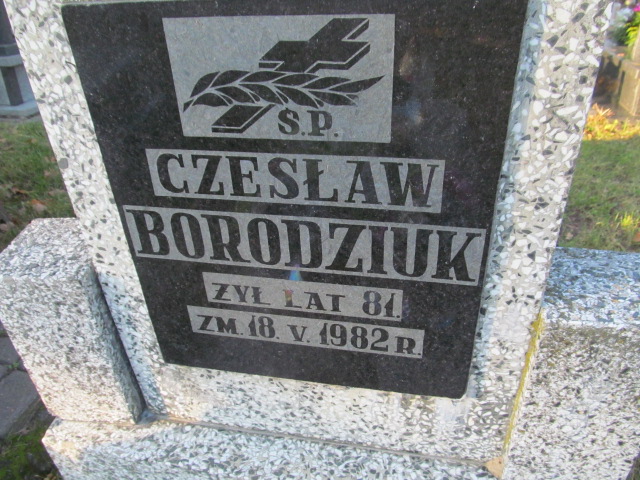 Ś.P.
CZESŁAW
BORODZIUK
ŻYŁ LAT 81.
ZM. 18. V. 1982 R.